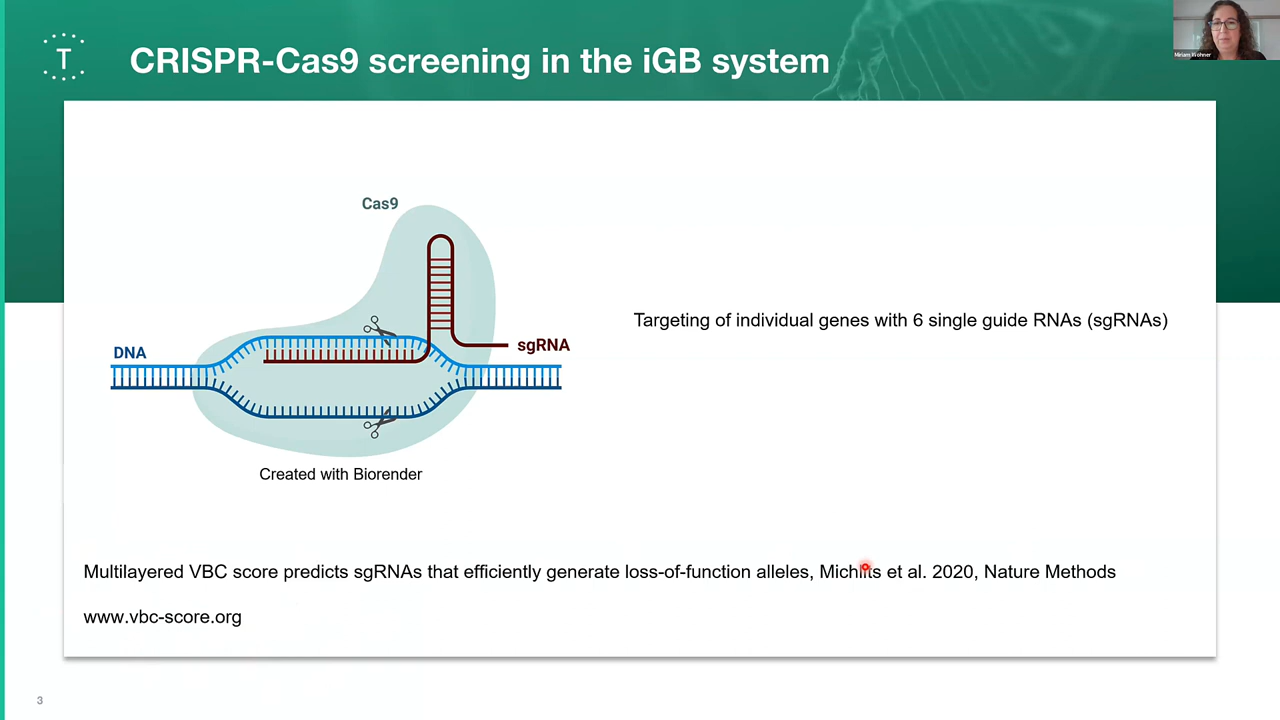 T
CRISPR-Cas9 screening in the iGB system
Miriam Wohner
Cas9
DNA
sgRNA
Targeting of individual genes with 6 single guide RNAs (sgRNAs)
Created with Biorender
Multilayered VBC score predicts sgRNAs that efficiently generate loss-of-function alleles, Michlits et al. 2020, Nature Methods
www.vbc-score.org
3